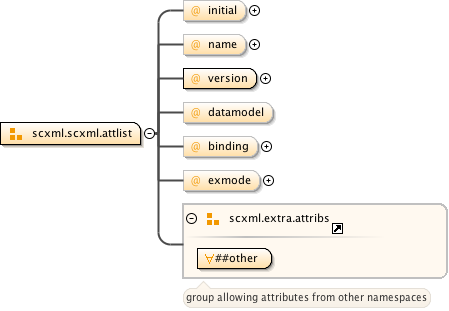 @ initial
@ name
@ version
scxml.scxml.attlist
@ datamodel
@ binding
@ exmode
scxml.extra.attribs
∀##other
group allowing attributes from other namespaces